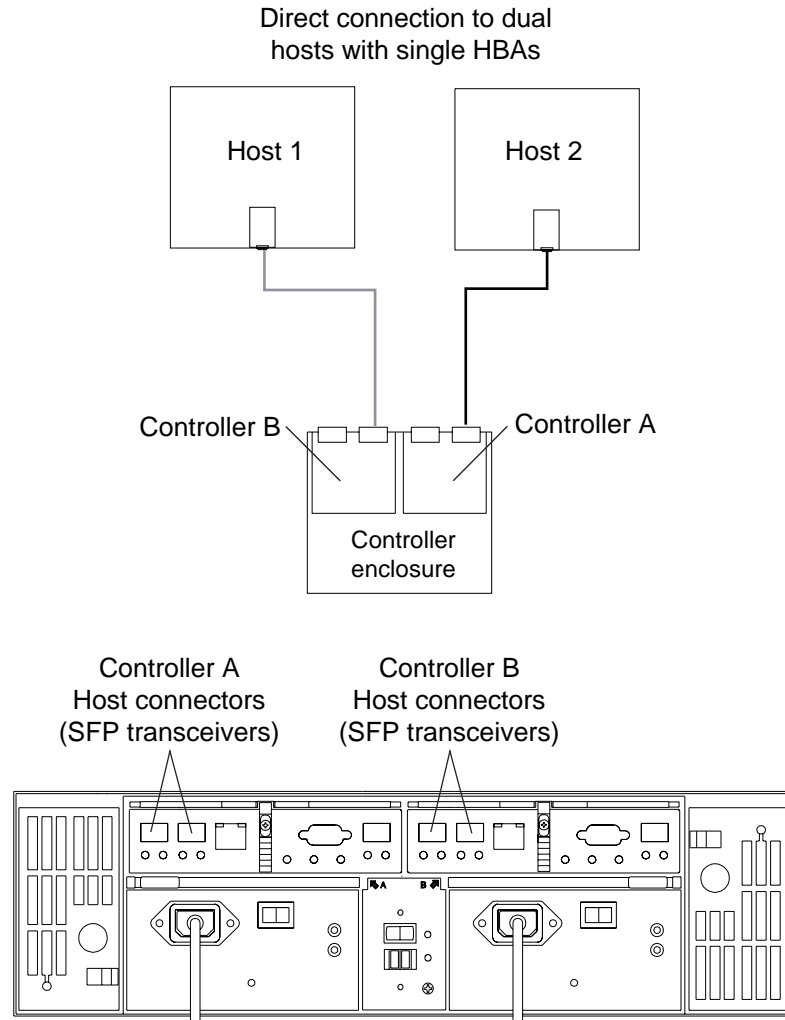 Direct connection to dual
hosts with single HBAs
Host 1
Host 2
Controller B
Controller A
Controller
enclosure
Controller A
Host connectors
(SFP transceivers)
Controller B
Host connectors
(SFP transceivers)
A
B